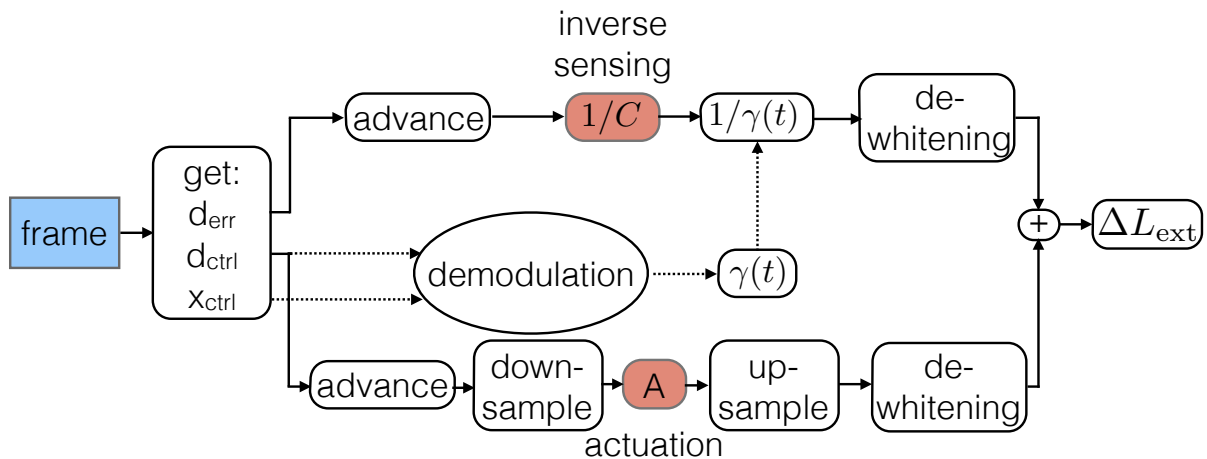 inverse
sensing
advance
1/C
1/γ(t)
de-
whitening
get:
d_err
d_ctrl
x_ctrl
frame
demodulation
γ(t)
+
ΔL_ext
advance
down-
sample
A
up-
sample
de-
whitening
actuation